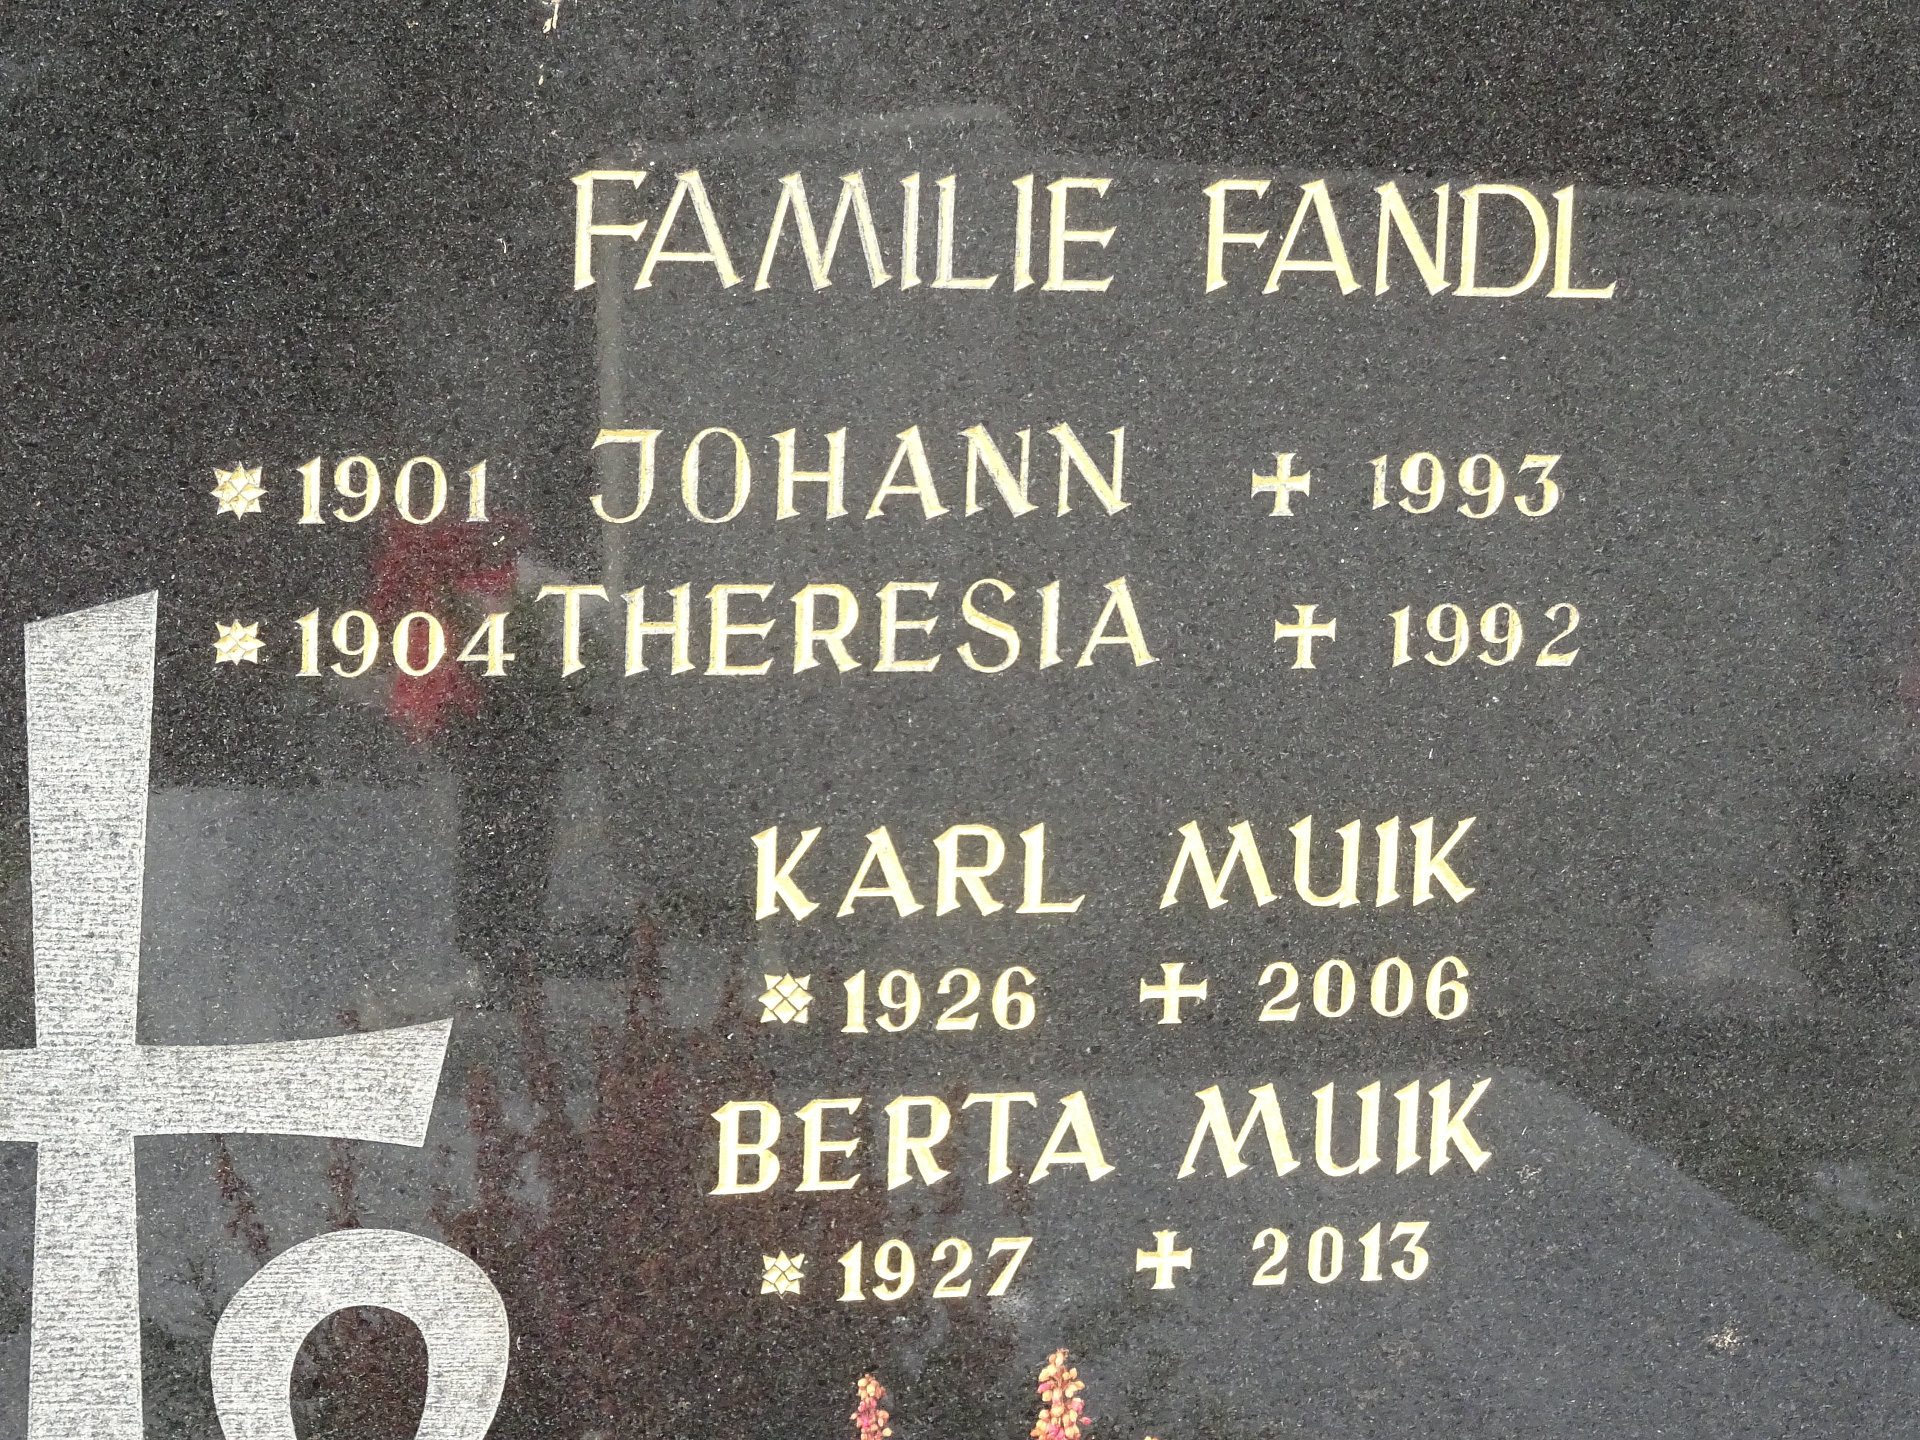 FAMILIE FANDL
* 1901 JOHANN + 1993
* 1904 THERESIA + 1992
KARL MUIK
* 1926 + 2006
BERTA MUIK
* 1927 + 2013